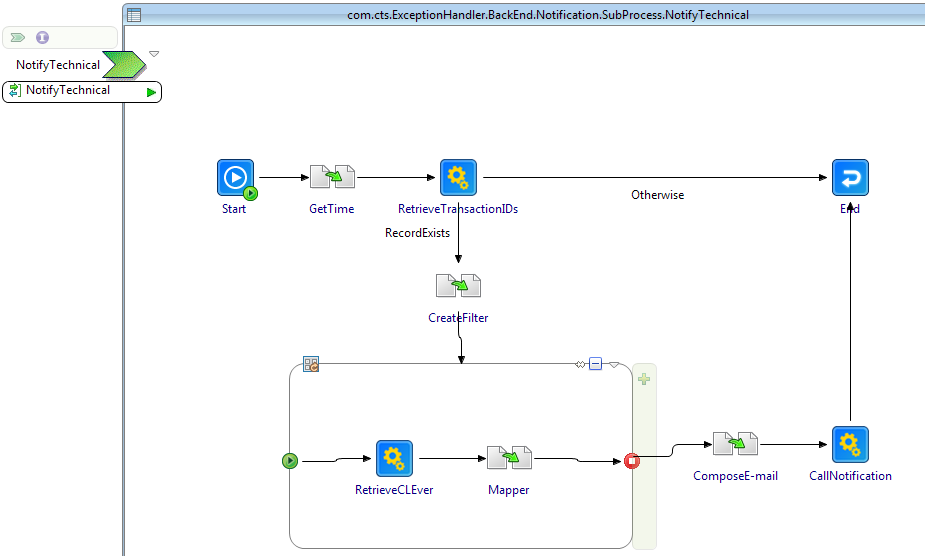 com.cts.ExceptionHandler.BackEnd.Notification.SubProcess.NotifyTechnical
NotifyTechnical
NotifyTechnical
Start
GetTime
RetrieveTransactionIDs
End
Otherwise
RecordExists
CreateFilter
RetrieveCLEver
Mapper
ComposeE-mail
CallNotification